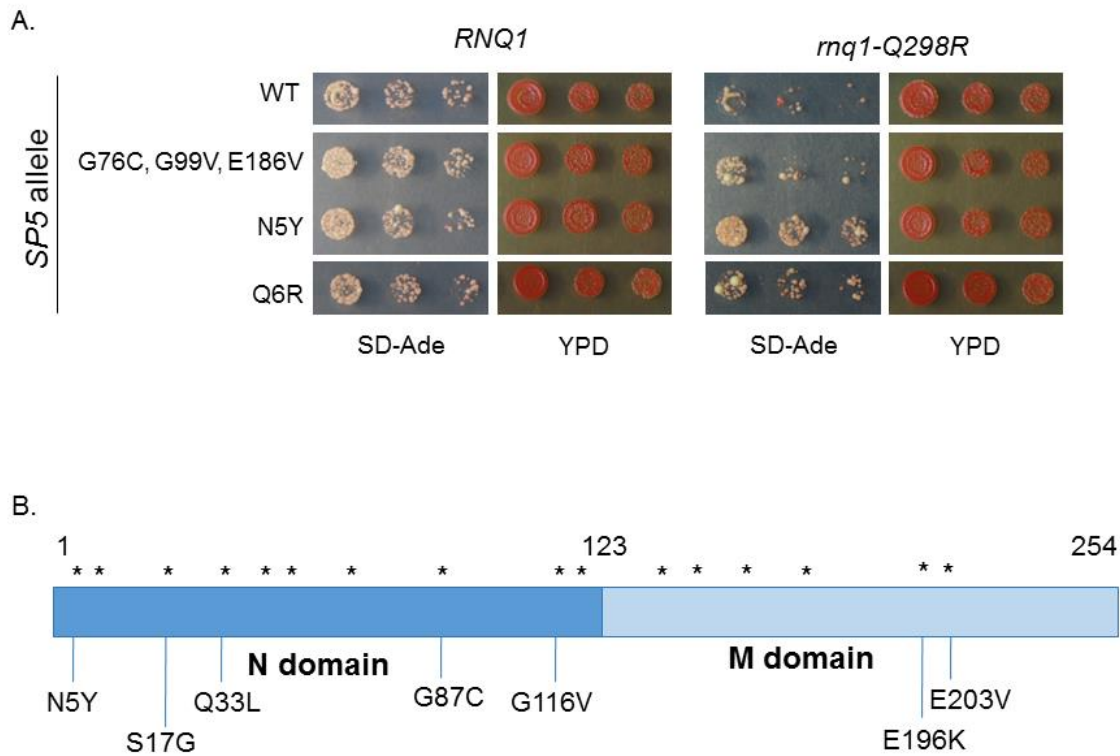 A.
RNQ1
rnq1-Q298R
SP5 allele
WT
G76C, G99V, E186V
N5Y
Q6R
SD-Ade
YPD
SD-Ade
YPD
B.
1
123
254
* * * * * * * * * * * * * * * *
N domain
M domain
N5Y
S17G
Q33L
G87C
G116V
E196K
E203V